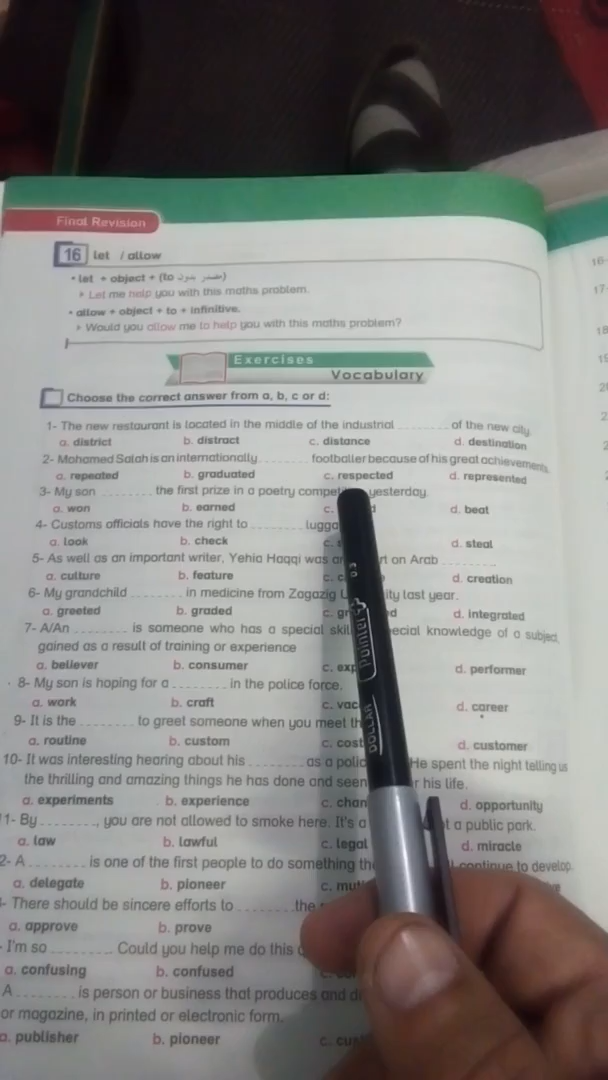 Final Revision
16 let / allow
• let + object + (to مصدر بدون)
Let me help you with this maths problem.
• allow + object + to + infinitive.
Would you allow me to help you with this maths problem?
Exercises
Vocabulary
Choose the correct answer from a, b, c or d:
1- The new restaurant is located in the middle of the industrial ........ of the new city.
a. district b. distract c. distance d. destination
2- Mohamed Salah is an internationally ........ footballer because of his great achievements.
a. repeated b. graduated c. respected d. represented
3- My son ........ the first prize in a poetry yesterday.
a. won b. earned c. d. beat
4- Customs officials have the right to ........
a. look b. check c. d. steal
5- As well as an important writer, Yehia Haqqi was on Arab ........
a. culture b. feature c. d. creation
6- My grandchild ........ in medicine from Zagazig last year.
a. greeted b. graded c. d. integrated
7- A/An ........ is someone who has a special knowledge of a subject
gained as a result of training or experience
a. believer b. consumer c. d. performer
8- My son is hoping for a ........ in the police force.
a. work b. craft c. d. career
9- It is the ........ to greet someone when you meet
a. routine b. custom c. d. customer
10- It was interesting hearing about his ........ as a He spent the night telling us
the thrilling and amazing things he has done and seen his life.
a. experiments b. experience c. d. opportunity
1- By ........, you are not allowed to smoke here. It's a public park.
a. law b. lawful c. legal d. miracle
2- A ........ is one of the first people to do something continue to develop.
a. delegate b. pioneer c.
- There should be sincere efforts to ........ the
a. approve b. prove
- I'm so ........ Could you help me do this
a. confusing b. confused
A ........ is person or business that produces and
or magazine, in printed or electronic form.
a. publisher b. pioneer c.
Pointer
0.3
DOLLAR
16-
17-
18